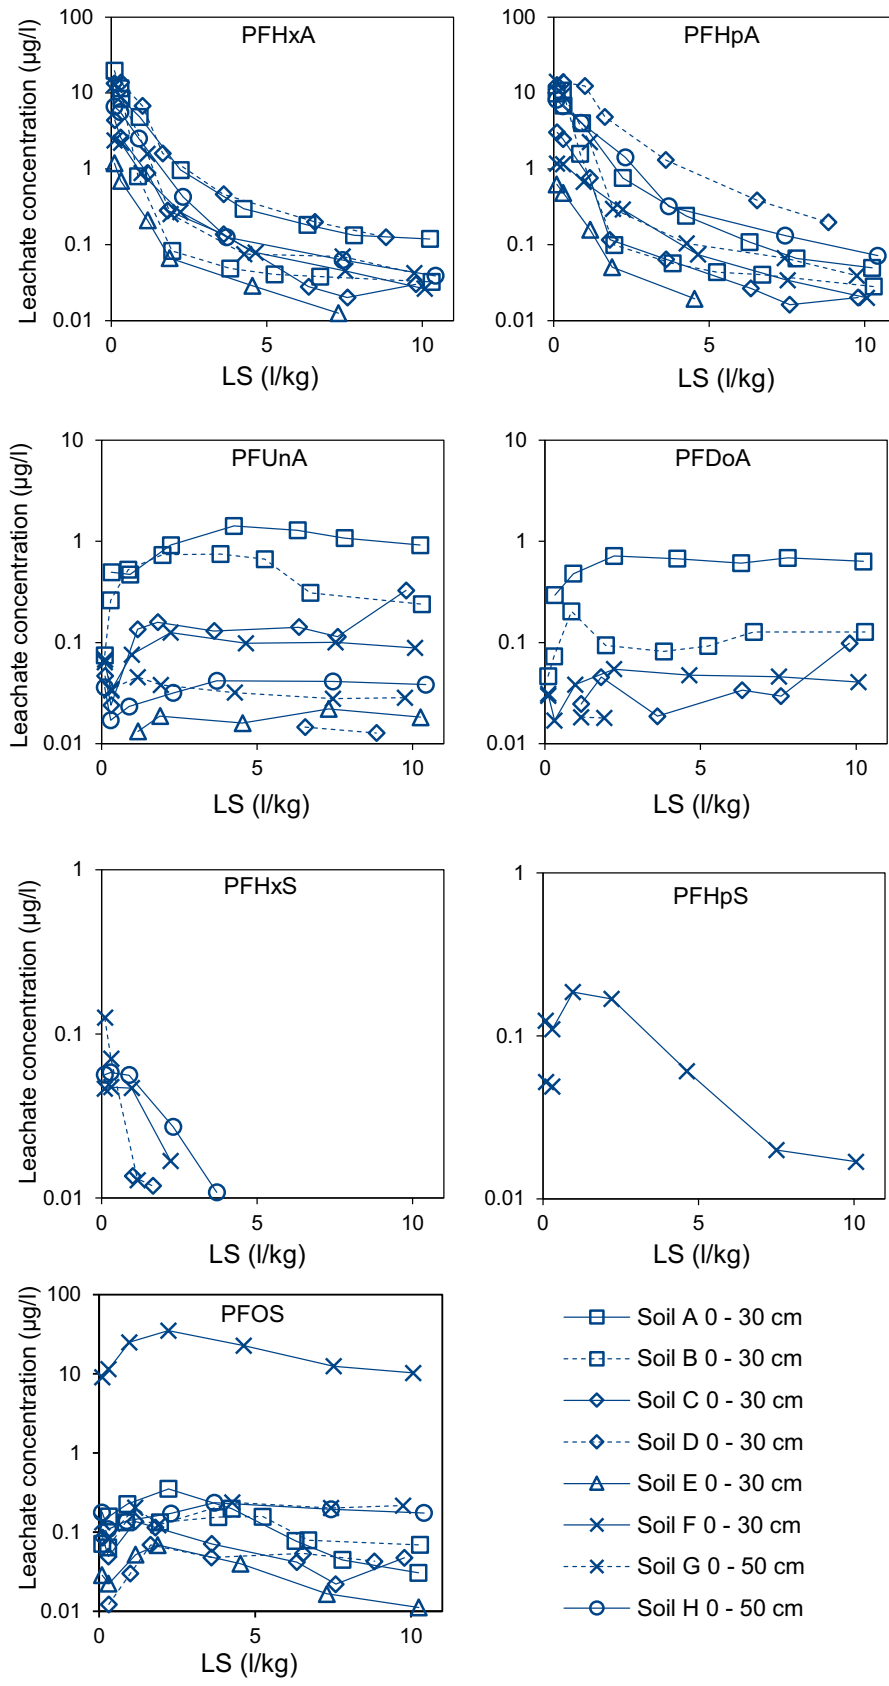 PFHxA
Leachate concentration (µg/l)
100
10
1
0.1
0.01
0
5
10
LS (l/kg)
PFHpA
100
10
1
0.1
0.01
0
5
10
LS (l/kg)
PFUnA
Leachate concentration (µg/l)
10
1
0.1
0.01
0
5
10
LS (l/kg)
PFDoA
10
1
0.1
0.01
0
5
10
LS (l/kg)
PFHxS
Leachate concentration (µg/l)
1
0.1
0.01
0
5
10
LS (l/kg)
PFHpS
1
0.1
0.01
0
5
10
LS (l/kg)
PFOS
Leachate concentration (µg/l)
100
10
1
0.1
0.01
0
5
10
LS (l/kg)
Soil A 0 - 30 cm
Soil B 0 - 30 cm
Soil C 0 - 30 cm
Soil D 0 - 30 cm
Soil E 0 - 30 cm
Soil F 0 - 30 cm
Soil G 0 - 50 cm
Soil H 0 - 50 cm